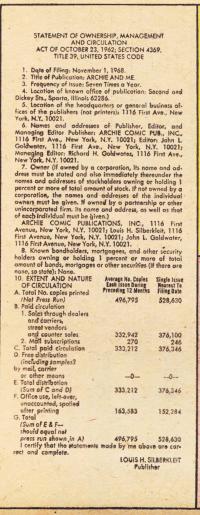 STATEMENT OF OWNERSHIP, MANAGEMENT
AND CIRCULATION
ACT OF OCTOBER 23, 1962; SECTION 4369.
TITLE 39, UNITED STATES CODE
1. Date of Filing: November 1, 1968.
2. Title of Publication: ARCHIE AND ME.
3. Frequency of issue: Seven Times a Year.
4. Location of known office of publication: Second and
Dickey Sts., Sparta, Illinois 62286.
5. Location of the headquarters or general business of-
fices of the publishers (not printers): 1116 First Ave., New
York, N.Y. 10021.
6. Names and addresses of Publisher, Editor, and
Managing Editor: Publisher: ARCHIE COMIC PUB., INC.,
1116 First Ave., New York, N.Y. 10021; Editor: John L.
Goldwater, 1116 First Ave., New York, N.Y. 10021;
Managing Editor: Richard H. Goldwater, 1116 First Ave.,
New York, N.Y. 10021.
7. Owner (if owned by a corporation, its name and ad-
dress must be stated and also immediately thereunder the
names and addresses of stockholders owning or holding 1
percent or more of total amount of stock. If not owned by a
corporation, the names and addresses of the individual
owners must be given. If owned by a partnership or other
unincorporated firm, its name and address, as well as that
of each individual must be given.)
ARCHIE COMIC PUBLICATIONS, INC., 1116 First
Avenue, New York, N.Y. 10021; Louis H. Silberkleit, 1116
First Avenue, New York, N.Y. 10021; John L. Goldwater,
1116 First Avenue, New York, N.Y. 10021.
8. Known bondholders, mortgagees, and other security
holders owning or holding 1 percent or more of total
amount of bonds, mortgages or other securities (If there are
none, so state): None.
10. EXTENT AND NATURE OF CIRCULATION Average No. Copies Each Issue During Preceding 12 Months Single Issue Nearest To Filing Date
A. Total No. copies printed
(Net Press Run) 496,795 528,630
B. Paid circulation
1. Sales through dealers
and carriers,
street vendors
and counter sales 332,942 376,100
2. Mail subscriptions 270 246
C. Total paid circulation 333,212 376,346
D. Free distribution
(including samples)
by mail, carrier
or other means —0— —0—
E. Total distribution
(Sum of C and D) 333,212 376,346
F. Office use, left-over,
unaccounted, spoiled
after printing 163,583 152,284
G. Total
(Sum of E & F—
should equal net
press run shown in A) 496,795 528,630
I certify that the statements made by me above are cor-
rect and complete.
LOUIS H. SILBERKLEIT
Publisher